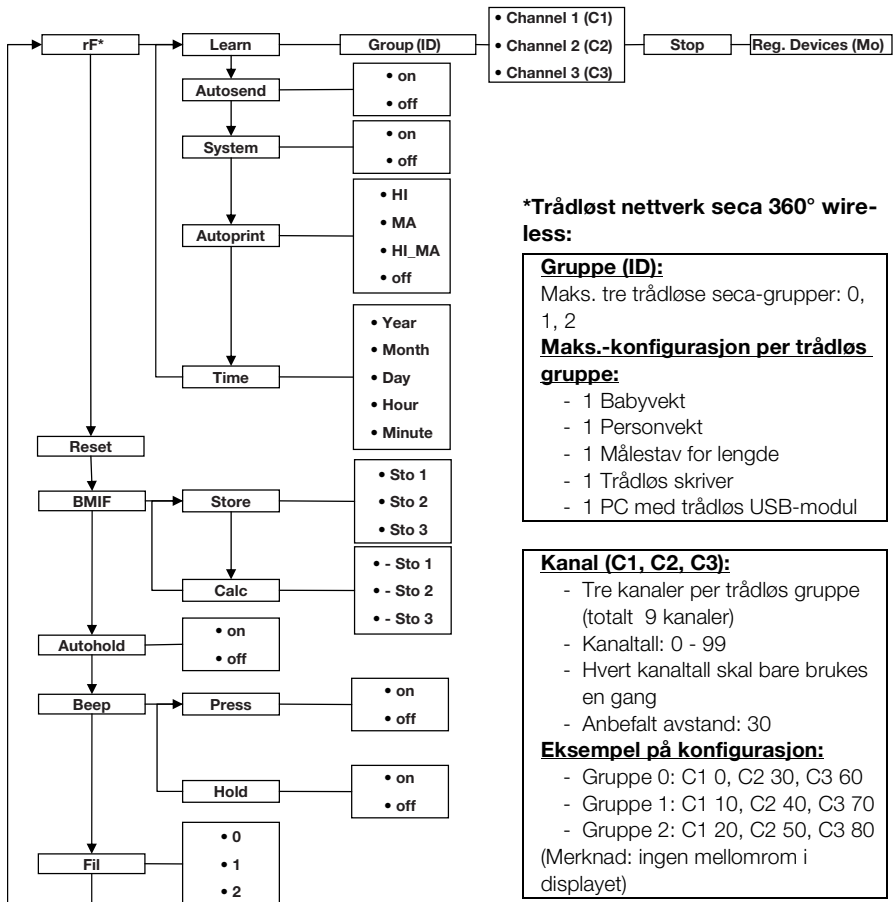 rF*
Learn
Group (ID)
• Channel 1 (C1)
• Channel 2 (C2)
• Channel 3 (C3)
Stop
Reg. Devices (Mo)
Autosend
• on
• off
System
• on
• off
Autoprint
• HI
• MA
• HI_MA
• off
Time
• Year
• Month
• Day
• Hour
• Minute
Reset
BMIF
Store
• Sto 1
• Sto 2
• Sto 3
Calc
• - Sto 1
• - Sto 2
• - Sto 3
Autohold
• on
• off
Beep
Press
• on
• off
Hold
• on
• off
Fil
• 0
• 1
• 2
*Trådløst nettverk seca 360° wire-
less:
Gruppe (ID):
Maks. tre trådløse seca-grupper: 0,
1, 2
Maks.-konfigurasjon per trådløs
gruppe:
- 1 Babyvekt
- 1 Personvekt
- 1 Målestav for lengde
- 1 Trådløs skriver
- 1 PC med trådløs USB-modul
Kanal (C1, C2, C3):
- Tre kanaler per trådløs gruppe
(totalt 9 kanaler)
- Kanaltall: 0 - 99
- Hvert kanaltall skal bare brukes
en gang
- Anbefalt avstand: 30
Eksempel på konfigurasjon:
- Gruppe 0: C1 0, C2 30, C3 60
- Gruppe 1: C1 10, C2 40, C3 70
- Gruppe 2: C1 20, C2 50, C3 80
(Merknad: ingen mellomrom i
displayet)